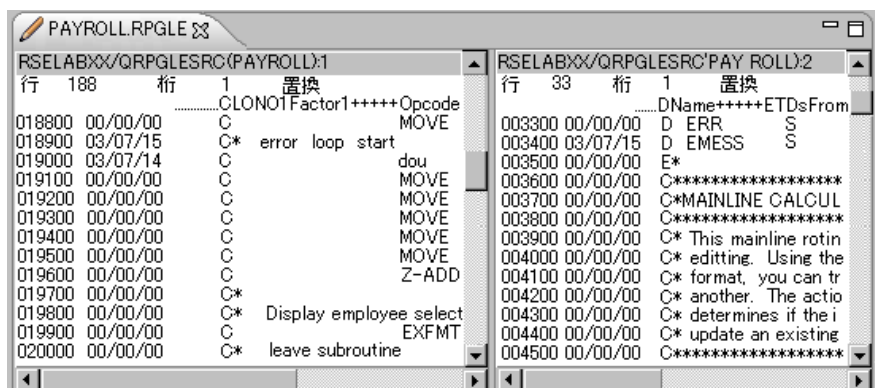 PAYROLL.RPGLE
RSELABXX/QRPGLESRC(PAYROLL):1
行 188 桁 1 置換
.........CLON01Factor1+++++Opcode
018800 00/00/00 C MOVE
018900 03/07/15 C* error loop start
019000 03/07/14 C dou
019100 00/00/00 C MOVE
019200 00/00/00 C MOVE
019300 00/00/00 C MOVE
019400 00/00/00 C MOVE
019500 00/00/00 C MOVE
019600 00/00/00 C Z-ADD
019700 00/00/00 C*
019800 00/00/00 C* Display employee select
019900 00/00/00 C EXFMT
020000 00/00/00 C* leave subroutine
RSELABXX/QRPGLESRC'PAY ROLL):2
行 33 桁 1 置換
......DName+++++ETDsFrom
003300 00/00/00 D ERR S
003400 03/07/15 D EMESS S
003500 00/00/00 E*
003600 00/00/00 C******************
003700 00/00/00 C*MAINLINE CALCUL
003800 00/00/00 C******************
003900 00/00/00 C* This mainline rotin
004000 00/00/00 C* editting. Using the
004100 00/00/00 C* format, you can tr
004200 00/00/00 C* another. The actio
004300 00/00/00 C* determines if the i
004400 00/00/00 C* update an existing
004500 00/00/00 C******************